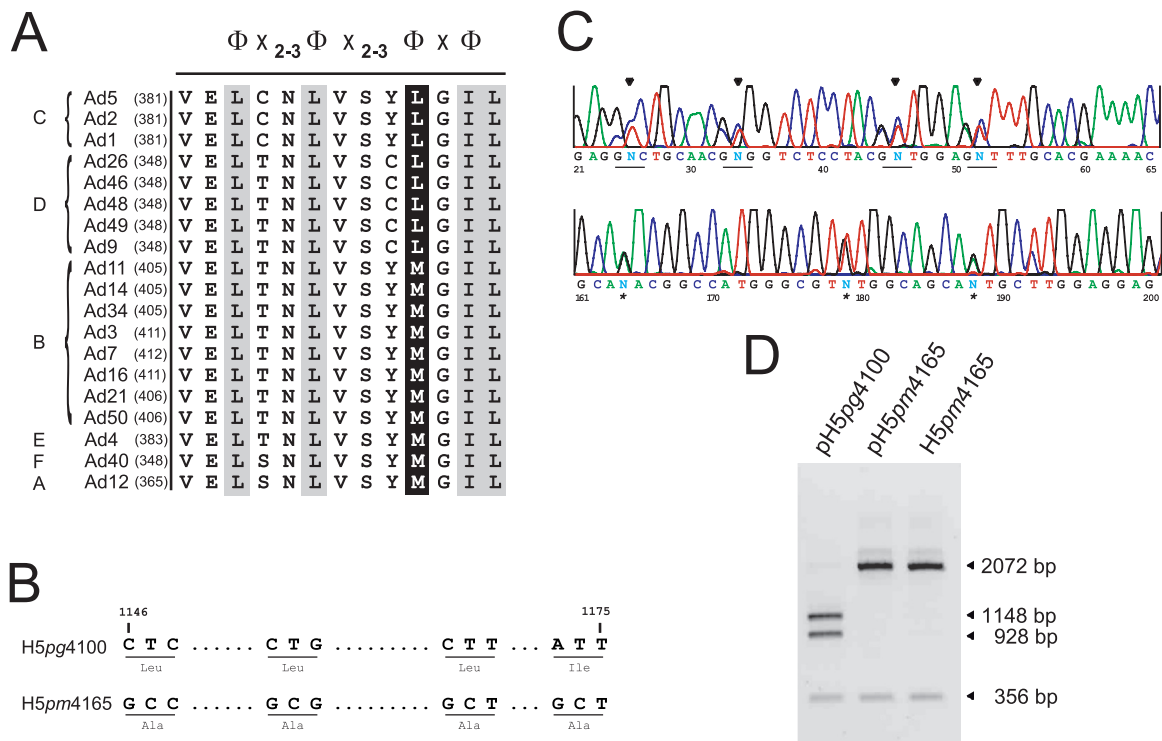 A
Φ χ 2-3 Φ χ 2-3 Φ χ Φ
C
Ad5 (381) V E L C N L V S Y L G I L
Ad2 (381) V E L C N L V S Y L G I L
Ad1 (381) V E L C N L V S Y L G I L
D
Ad26 (348) V E L T N L V S C L G I L
Ad46 (348) V E L T N L V S C L G I L
Ad48 (348) V E L T N L V S C L G I L
Ad49 (348) V E L T N L V S C L G I L
Ad9 (348) V E L T N L V S C L G I L
B
Ad11 (405) V E L T N L V S Y M G I L
Ad14 (405) V E L T N L V S Y M G I L
Ad34 (405) V E L T N L V S Y M G I L
Ad3 (411) V E L T N L V S Y M G I L
Ad7 (412) V E L T N L V S Y M G I L
Ad16 (411) V E L T N L V S Y M G I L
Ad21 (406) V E L T N L V S Y M G I L
Ad50 (406) V E L T N L V S Y M G I L
E Ad4 (383) V E L T N L V S Y M G I L
F Ad40 (348) V E L S N L V S Y M G I L
A Ad12 (365) V E L S N L V S Y M G I L
B
1146 1175
H5pg4100 C T C ...... C T G ......... C T T ... A T T
Leu Leu Leu Ile
H5pm4165 G C C ...... G C G ......... G C T ... G C T
Ala Ala Ala Ala
C
G A G G N C T G C A A C G N G G T C T C C T A C G N T G G A G N T T T G C A C G A A A A C
21 30 40 50 60 65
G C A N A C G G C C A T G G G C G T N T G G C A G C A N T G C T T G G A G G A G
161 * 170 * 180 * 190 200
D
pH5pg4100
pH5pm4165
H5pm4165
2072 bp
1148 bp
928 bp
356 bp